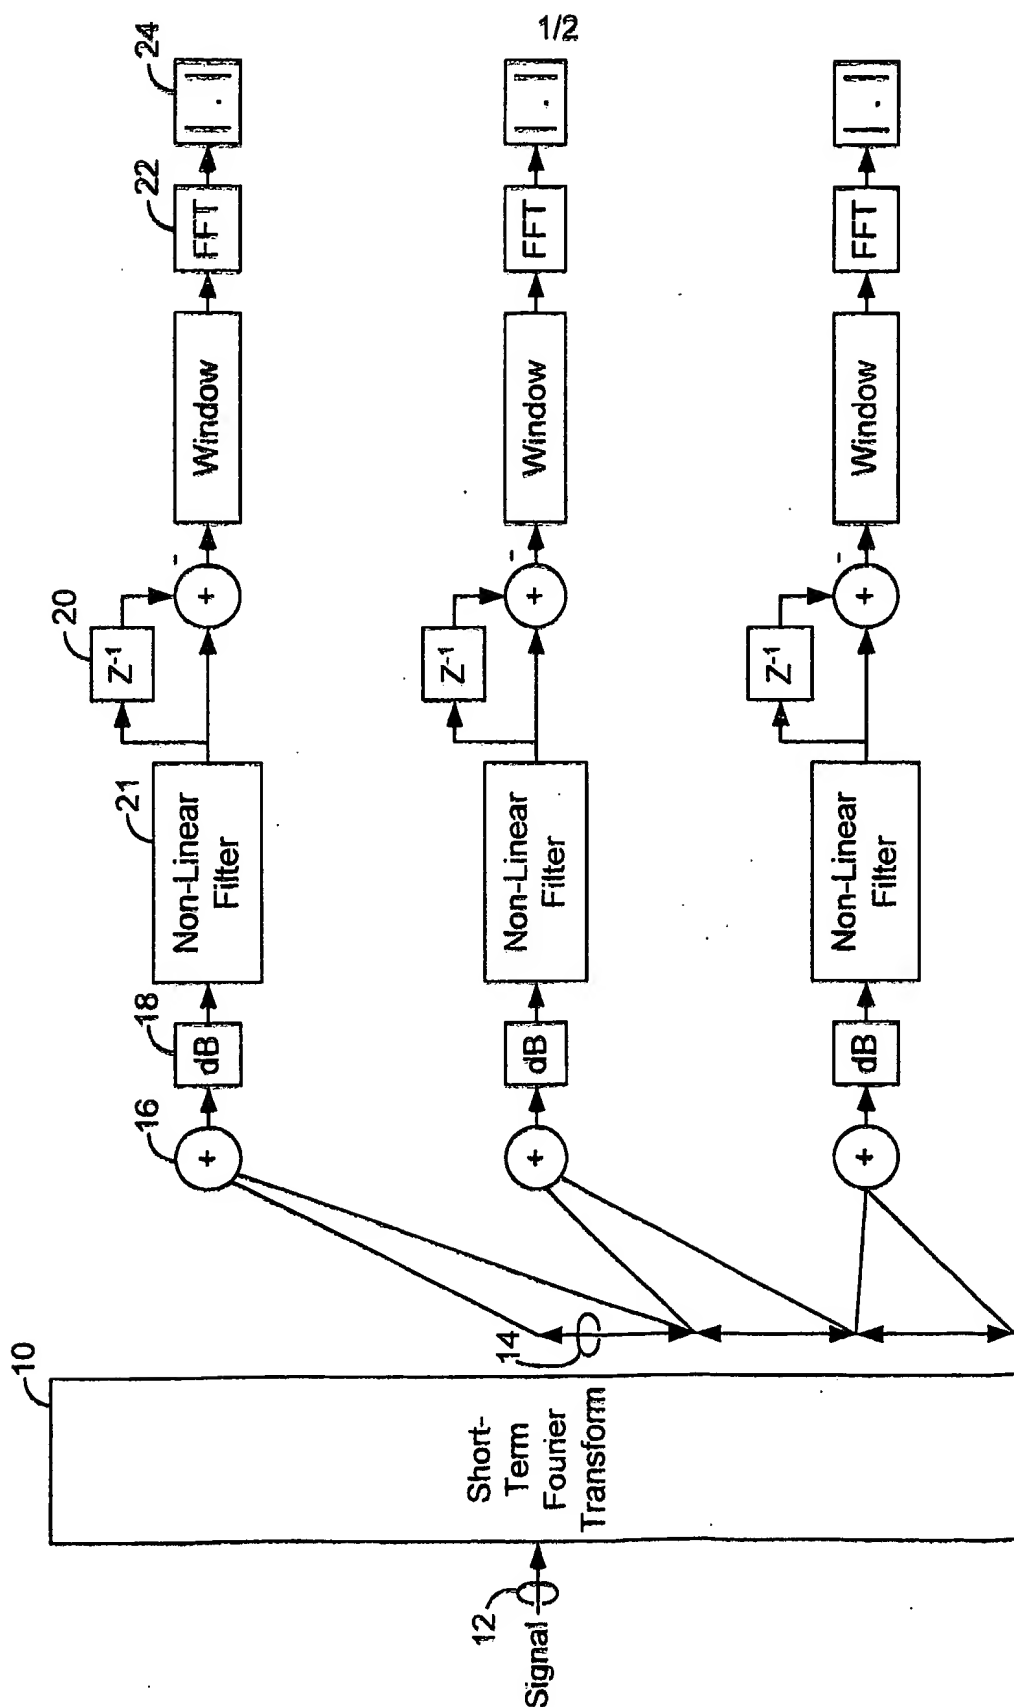 1/2
24
22
20
21
18
16
10
14
12
Signal
Short-
Term
Fourier
Transform
+
dB
Non-Linear
Filter
Z-1
+
-
Window
FFT
| . |
+
dB
Non-Linear
Filter
Z-1
+
-
Window
FFT
| . |
+
dB
Non-Linear
Filter
Z-1
+
-
Window
FFT
| . |